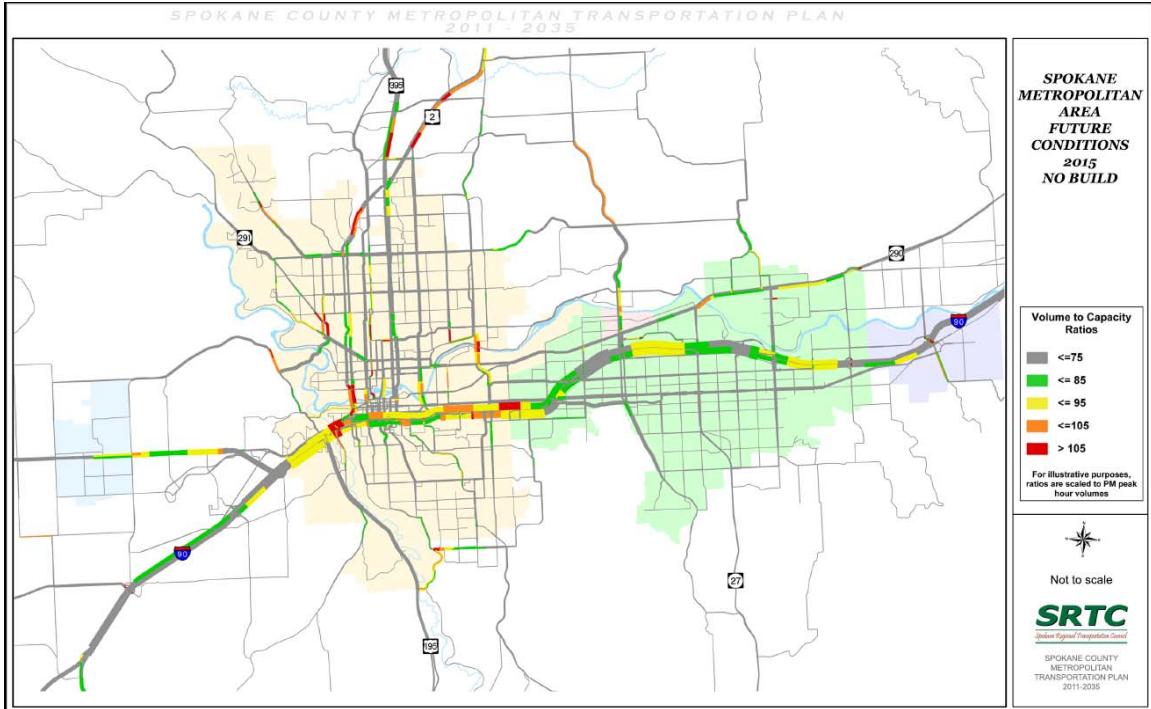 SPOKANE COUNTY METROPOLITAN TRANSPORTATION PLAN
2011 - 2035
395
2
291
290
90
90
27
195
SPOKANE
METROPOLITAN
AREA
FUTURE
CONDITIONS
2015
NO BUILD
Volume to Capacity
Ratios
<=75
<= 85
<= 95
<=105
> 105
For illustrative purposes,
ratios are scaled to PM peak
hour volumes
Not to scale
SRTC
Spokane Regional Transportation Council
SPOKANE COUNTY
METROPOLITAN
TRANSPORTATION PLAN
2011-2035